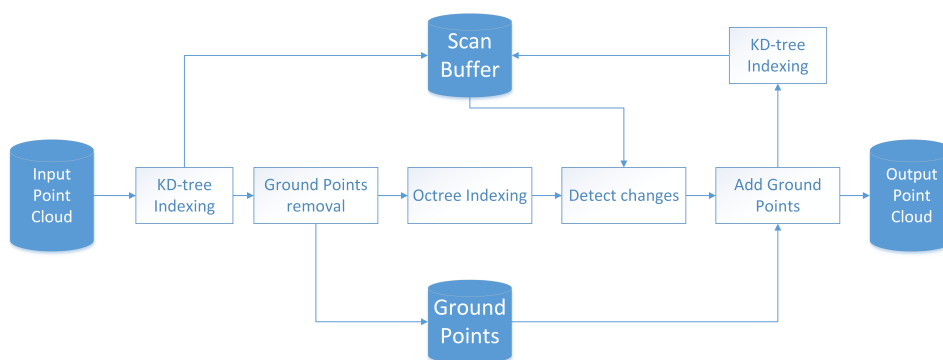 Scan
Buffer
KD-tree
Indexing
Input
Point
Cloud
KD-tree
Indexing
Ground Points
removal
Octree Indexing
Detect changes
Add Ground
Points
Output
Point
Cloud
Ground
Points